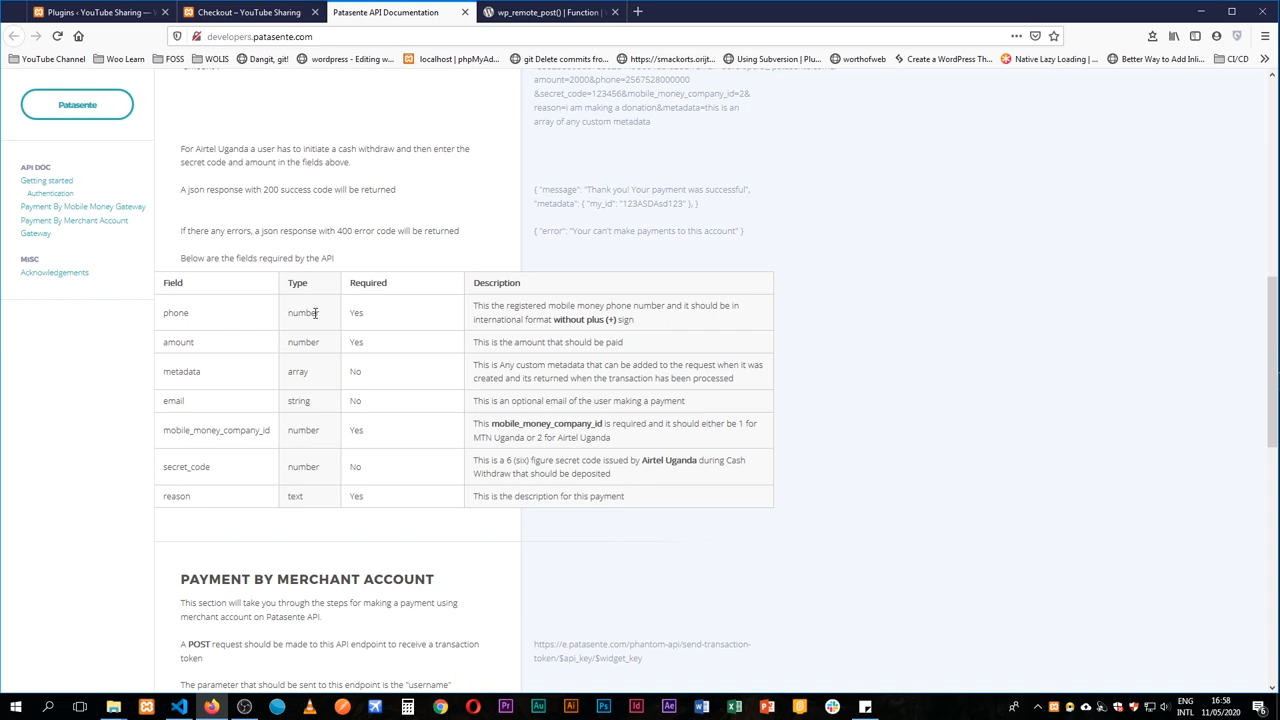 Plugins ‹ YouTube Sharing — V
Checkout – YouTube Sharing
Patasente API Documentation
wp_remote_post() | Function | V
developers.patasente.com
YouTube Channel
Woo Learn
FOSS
WOLIS
Dangit, git!
wordpress - Editing w...
localhost | phpMyAd...
git Delete commits fro...
https://smackorts.orijt...
Using Subversion | Plu...
worthofweb
Create a WordPress Th...
Native Lazy Loading | ...
Better Way to Add Inli...
CI/CD
Patasente
API DOC
Getting started
Authentication
Payment By Mobile Money Gateway
Payment By Merchant Account
Gateway
MISC
Acknowledgements
amount=2000&phone=2567528000000
&secret_code=123456&mobile_money_company_id=2&
reason=i am making a donation&metadata=this is an
array of any custom metadata
For Airtel Uganda a user has to initiate a cash withdraw and then enter the
secret code and amount in the fields above.
A json response with 200 success code will be returned
{ "message": "Thank you! Your payment was successful",
"metadata": { "my_id": "123ASDAsd123" }, }
If there any errors, a json response with 400 error code will be returned
{ "error": "Your can't make payments to this account" }
Below are the fields required by the API
Field Type Required Description
phone number Yes This the registered mobile money phone number and it should be in
international format without plus (+) sign
amount number Yes This is the amount that should be paid
metadata array No This is Any custom metadata that can be added to the request when it was
created and its returned when the transaction has been processed
email string No This is an optional email of the user making a payment
mobile_money_company_id number Yes This mobile_money_company_id is required and it should either be 1 for
MTN Uganda or 2 for Airtel Uganda
secret_code number No This is a 6 (six) figure secret code issued by Airtel Uganda during Cash
Withdraw that should be deposited
reason text Yes This is the description for this payment
PAYMENT BY MERCHANT ACCOUNT
This section will take you through the steps for making a payment using
merchant account on Patasente API.
A POST request should be made to this API endpoint to receive a transaction
token
https://e.patasente.com/phantom-api/send-transaction-
token/$api_key/$widget_key
The parameter that should be sent to this endpoint is the "username"
ENG
INTL
16:58
11/05/2020